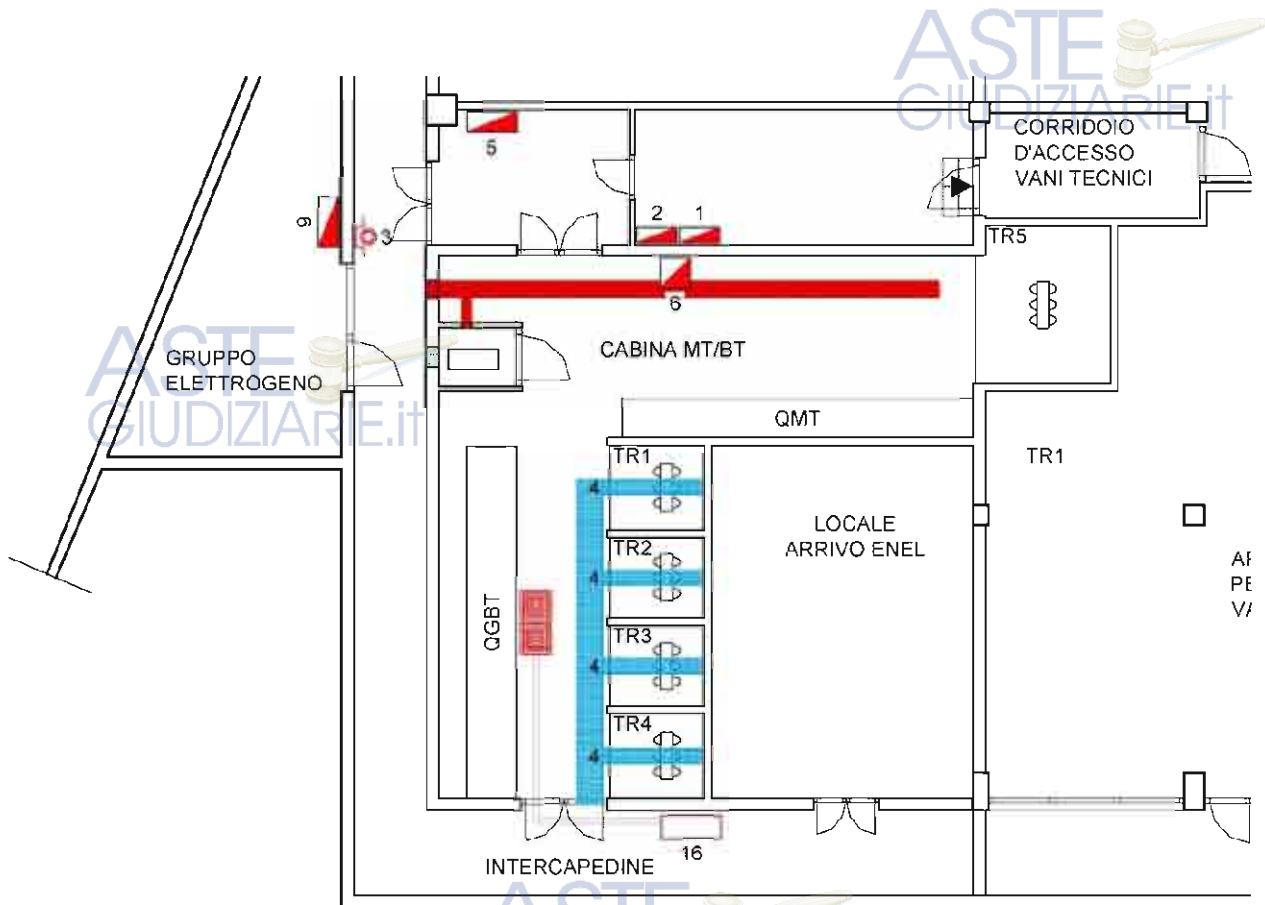 ASTE
GIUDIZIARIE.it
CORRIDOIO
D'ACCESSO
VANI TECNICI
5
2
1
9
3
TR5
6
ASTE
GIUDIZIARIE.it
GRUPPO
ELETTROGENO
CABINA MT/BT
QMT
TR1
TR1
4
LOCALE
ARRIVO ENEL
TR2
4
QGBT
TR3
4
TR4
4
16
INTERCAPEDINE
ASTE